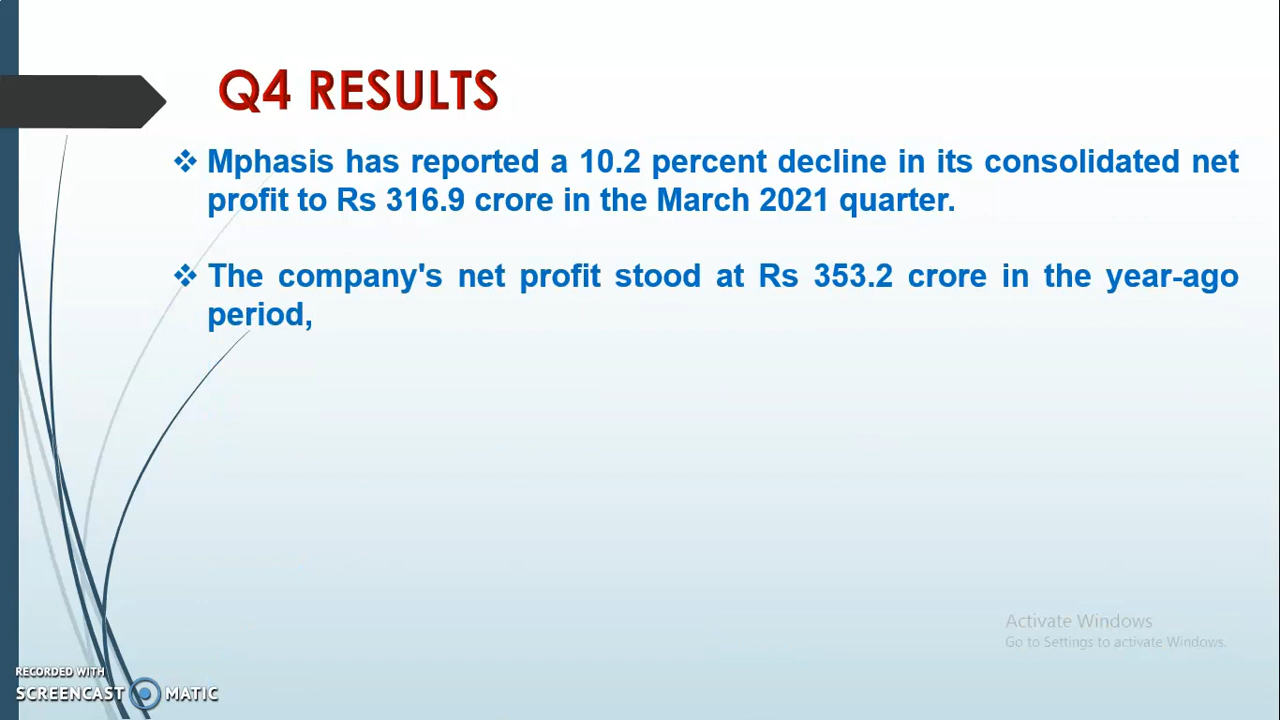 Q4 RESULTS
❖ Mphasis has reported a 10.2 percent decline in its consolidated net
profit to Rs 316.9 crore in the March 2021 quarter.
❖ The company's net profit stood at Rs 353.2 crore in the year-ago
period,
Activate Windows
Go to Settings to activate Windows.
RECORDED WITH
SCREENCAST MATIC